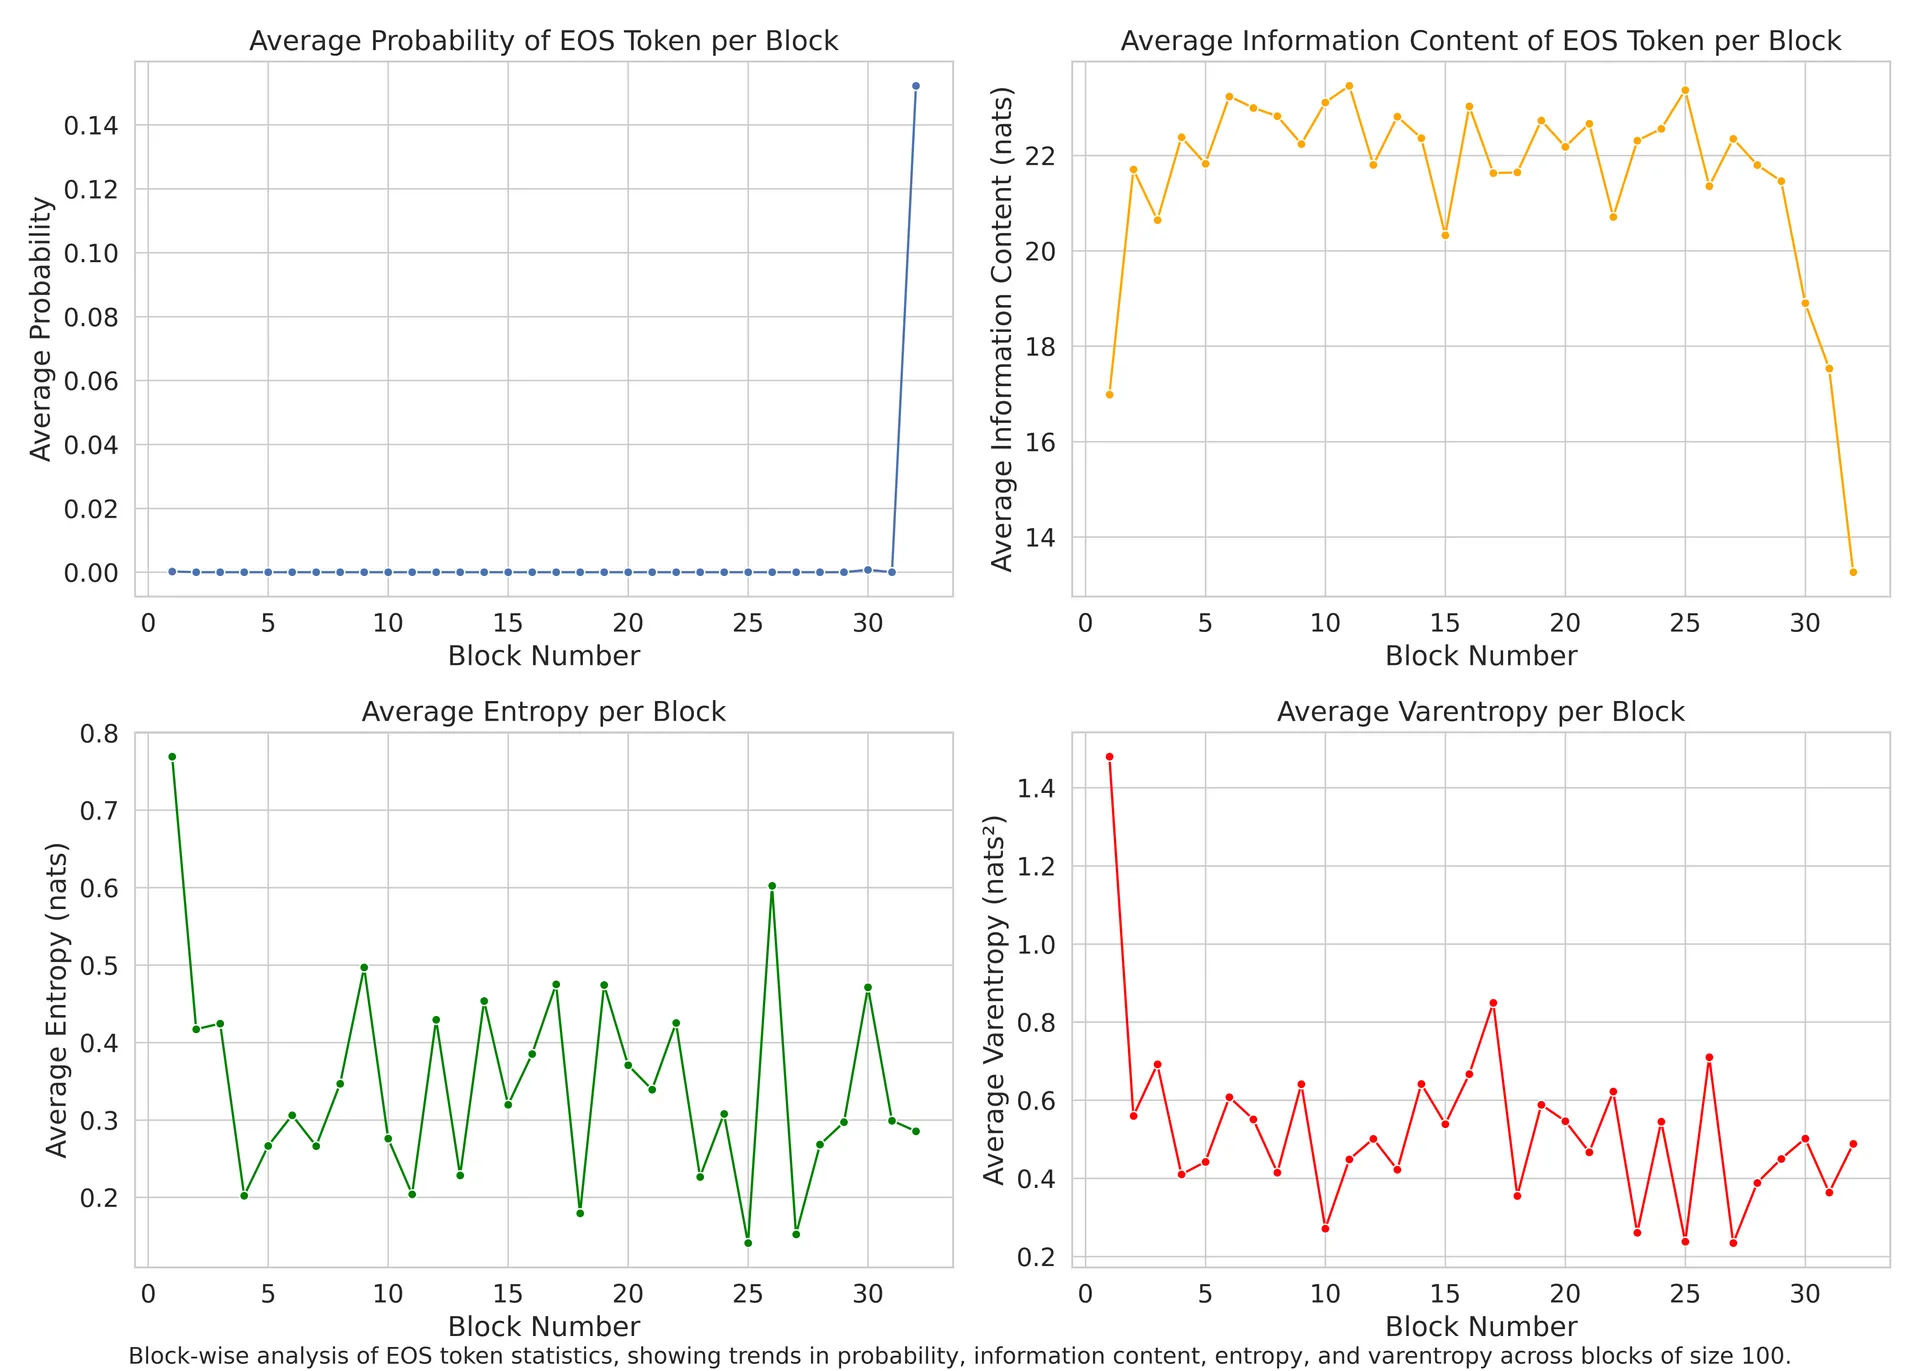 Average Probability of EOS Token per Block
Average Probability
0.14
0.12
0.10
0.08
0.06
0.04
0.02
0.00
0 5 10 15 20 25 30
Block Number
Average Information Content of EOS Token per Block
Average Information Content (nats)
22
20
18
16
14
0 5 10 15 20 25 30
Block Number
Average Entropy per Block
Average Entropy (nats)
0.8
0.7
0.6
0.5
0.4
0.3
0.2
0 5 10 15 20 25 30
Block Number
Average Varentropy per Block
Average Varentropy (nats²)
1.4
1.2
1.0
0.8
0.6
0.4
0.2
0 5 10 15 20 25 30
Block Number
Block-wise analysis of EOS token statistics, showing trends in probability, information content, entropy, and varentropy across blocks of size 100.